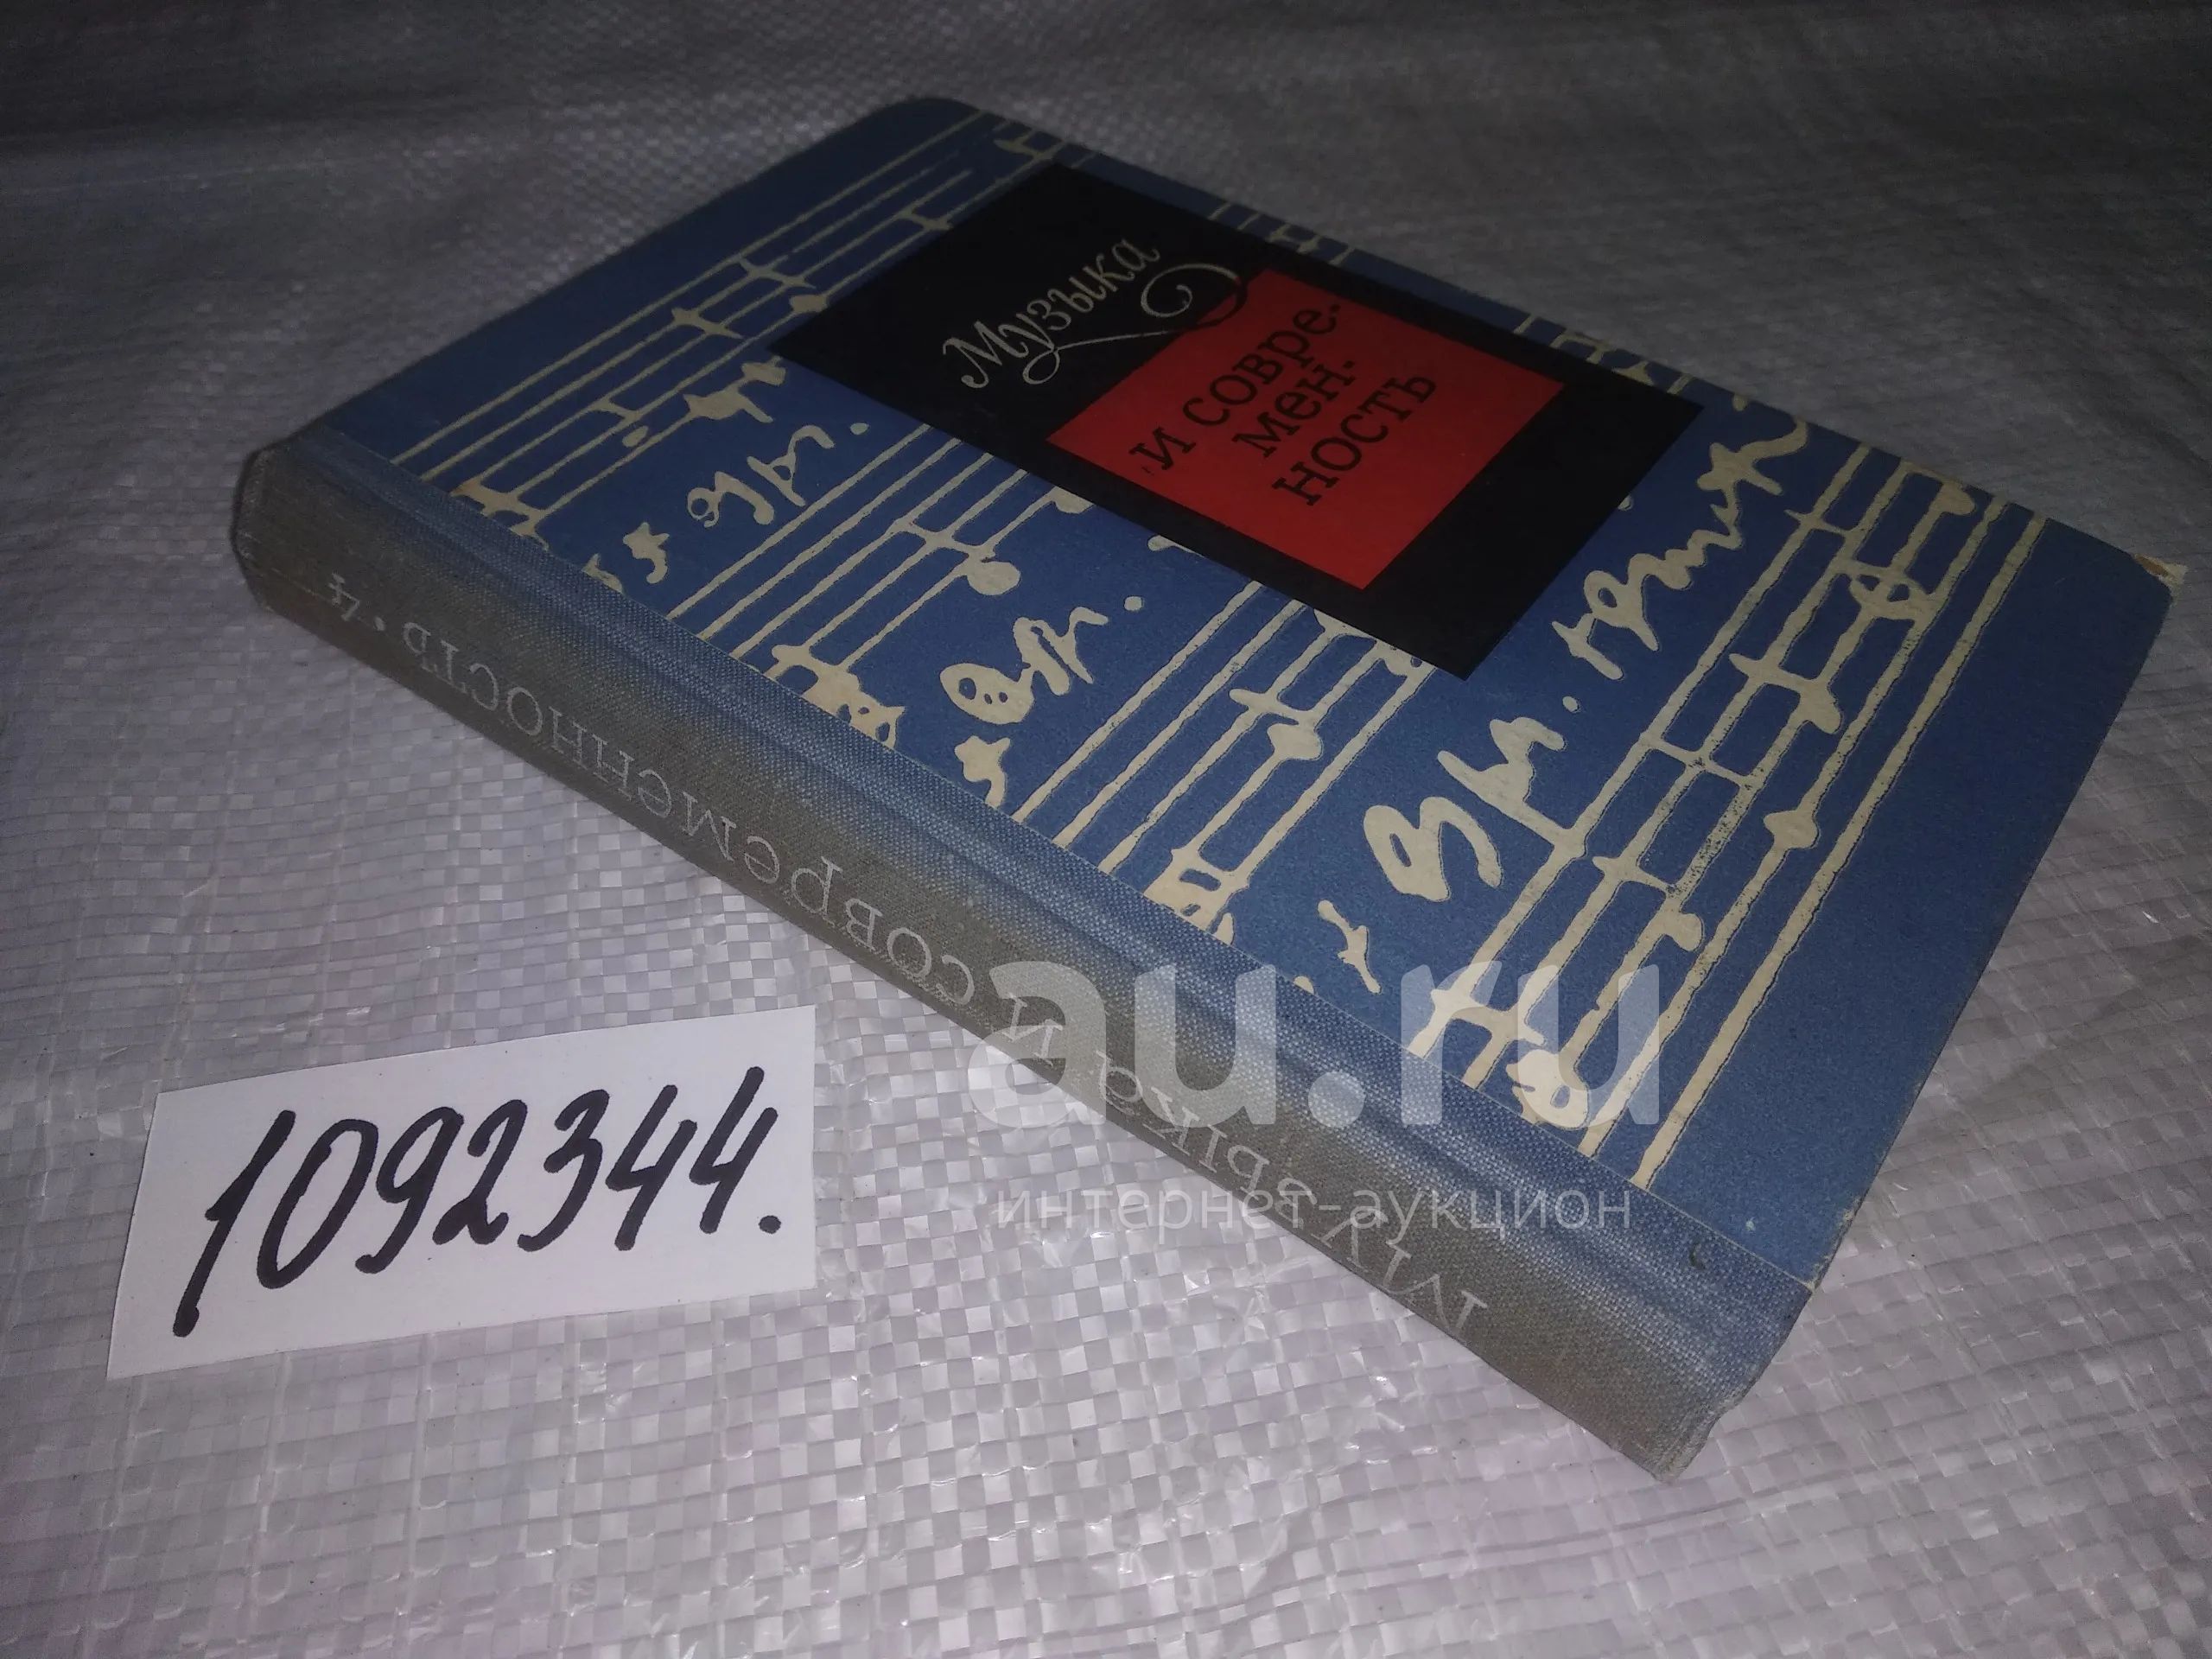 Музыка
и совре-
мен-
ность
Музыка и современность · 4
1092344.
au.ru
интернет-аукцион